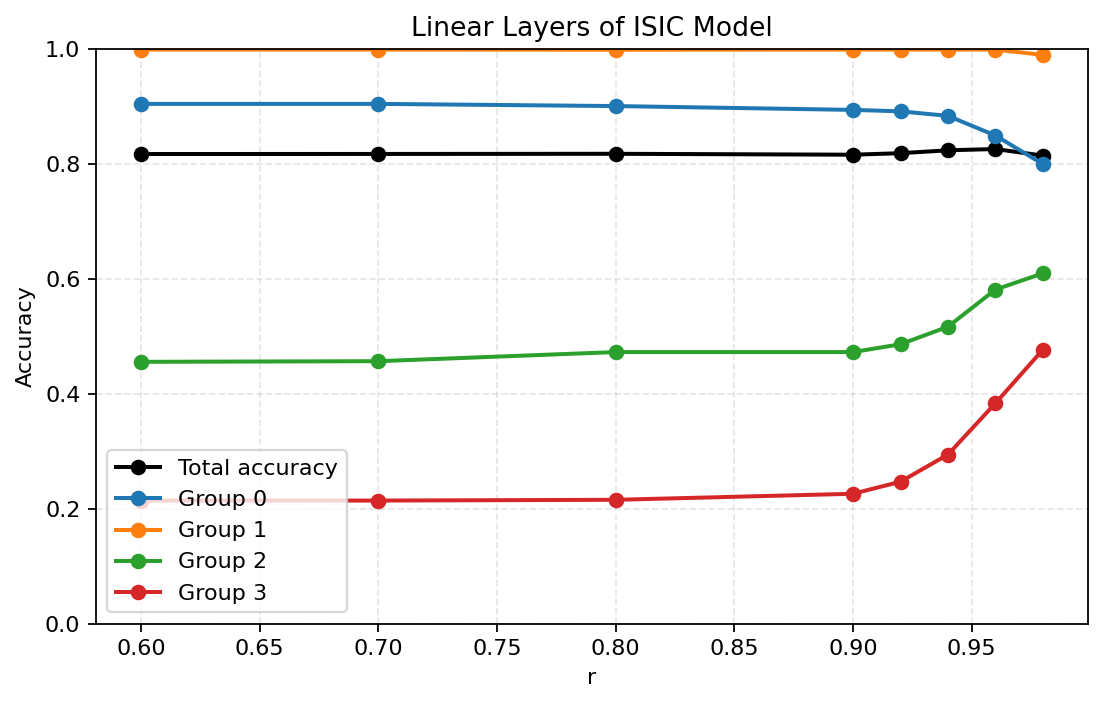 Linear Layers of ISIC Model
1.0
0.8
0.6
0.4
0.2
0.0
Accuracy
Total accuracy
Group 0
Group 1
Group 2
Group 3
0.60 0.65 0.70 0.75 0.80 0.85 0.90 0.95
r